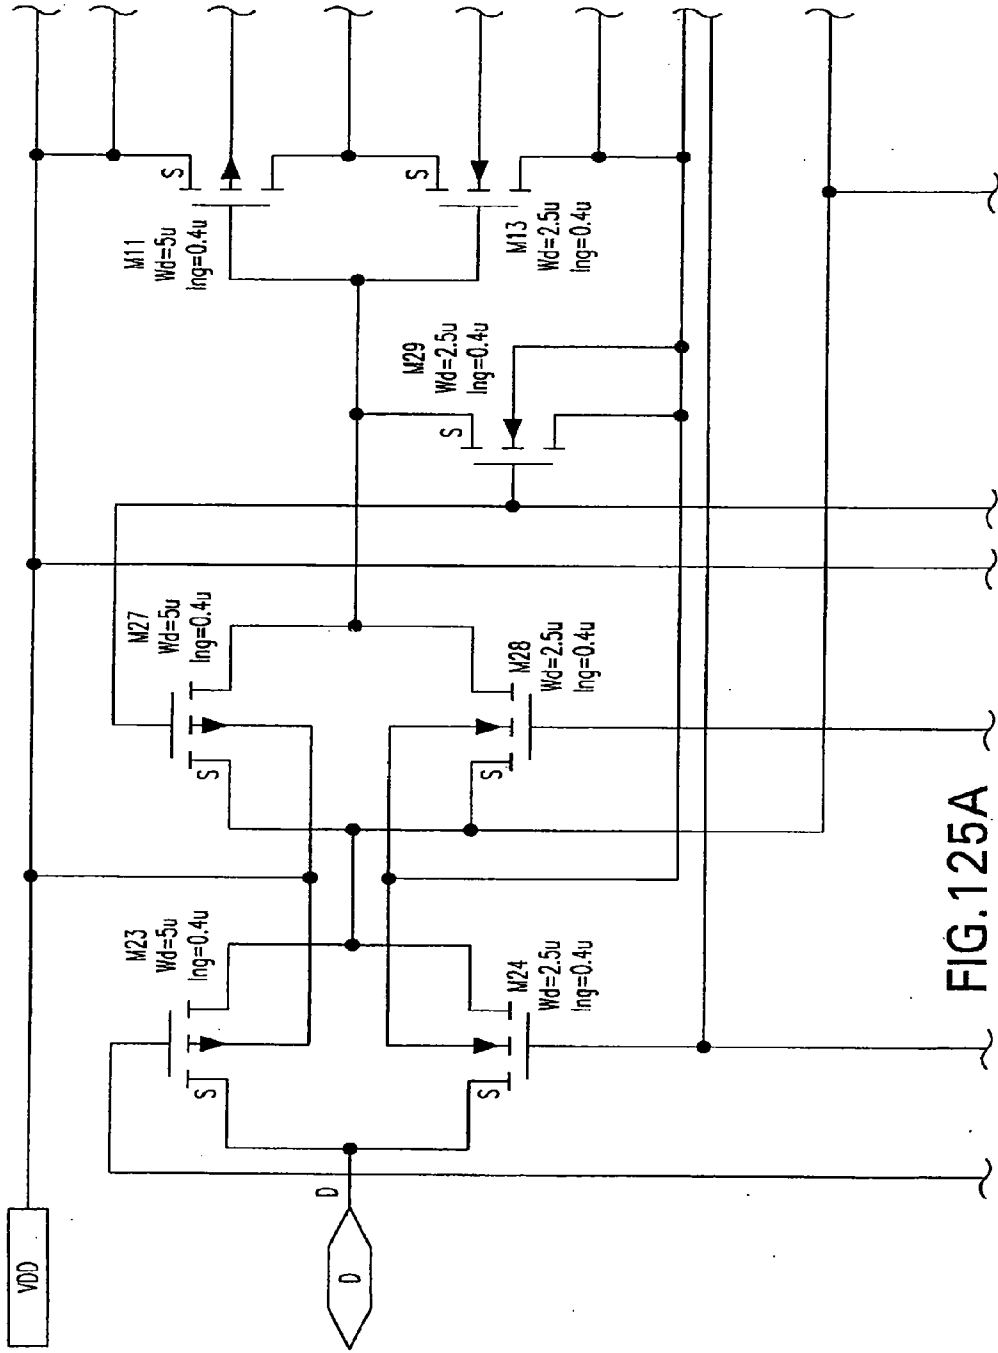 VDD
D
D
M23
Wd=5u
lng=0.4u
S
M24
Wd=2.5u
lng=0.4u
S
M27
Wd=5u
lng=0.4u
S
M28
Wd=2.5u
lng=0.4u
S
M29
Wd=2.5u
lng=0.4u
S
M11
Wd=5u
lng=0.4u
S
M13
Wd=2.5u
lng=0.4u
S
FIG.125A